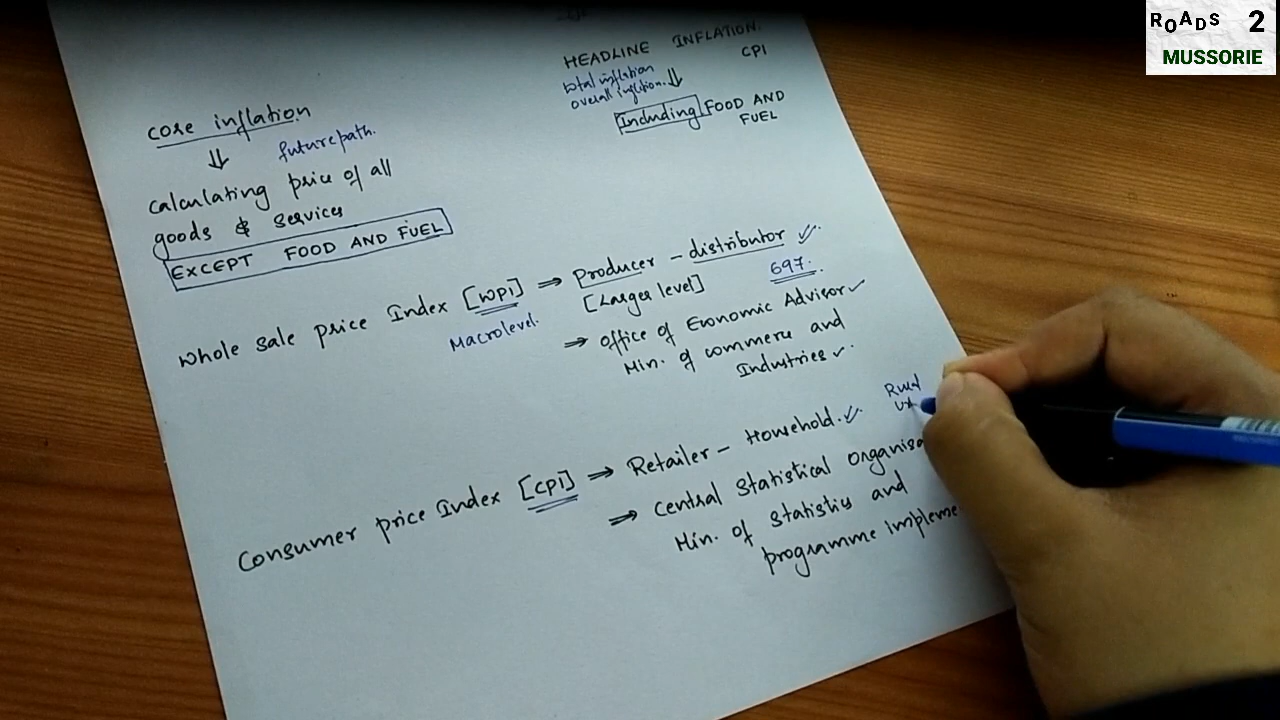 ROADS 2
MUSSORIE
HEADLINE INFLATION.
CPI
total inflation
overall inflation.
Including FOOD AND
FUEL
core inflation
future path.
calculating price of all
goods & services
EXCEPT FOOD AND FUEL
Whole sale price Index [WPI] ⇒ Producer - distributor ✓
Macro level.
[Larger level]
697.
⇒ Office of Economic Advisor ✓
Min. of commerce and
Industries ✓
Consumer price Index [CPI] ⇒ Retailer - Household. ✓
Rural
⇒ Central Statistical Organisa
Min. of Statistics and
programme impleme